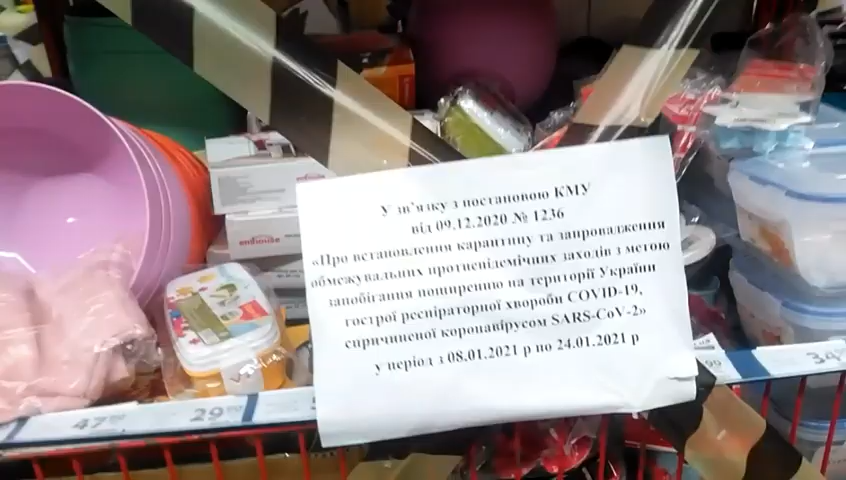 У зв'язку з постановою КМУ
від 09.12.2020 № 1236
«Про встановлення карантину та запровадження
обмежувальних протиепідемічних заходів з метою
запобігання поширенню на території України
гострої респіраторної хвороби COVID-19,
спричиненої коронавірусом SARS-CoV-2»
у період з 08.01.2021 р по 24.01.2021 р
47
29
34